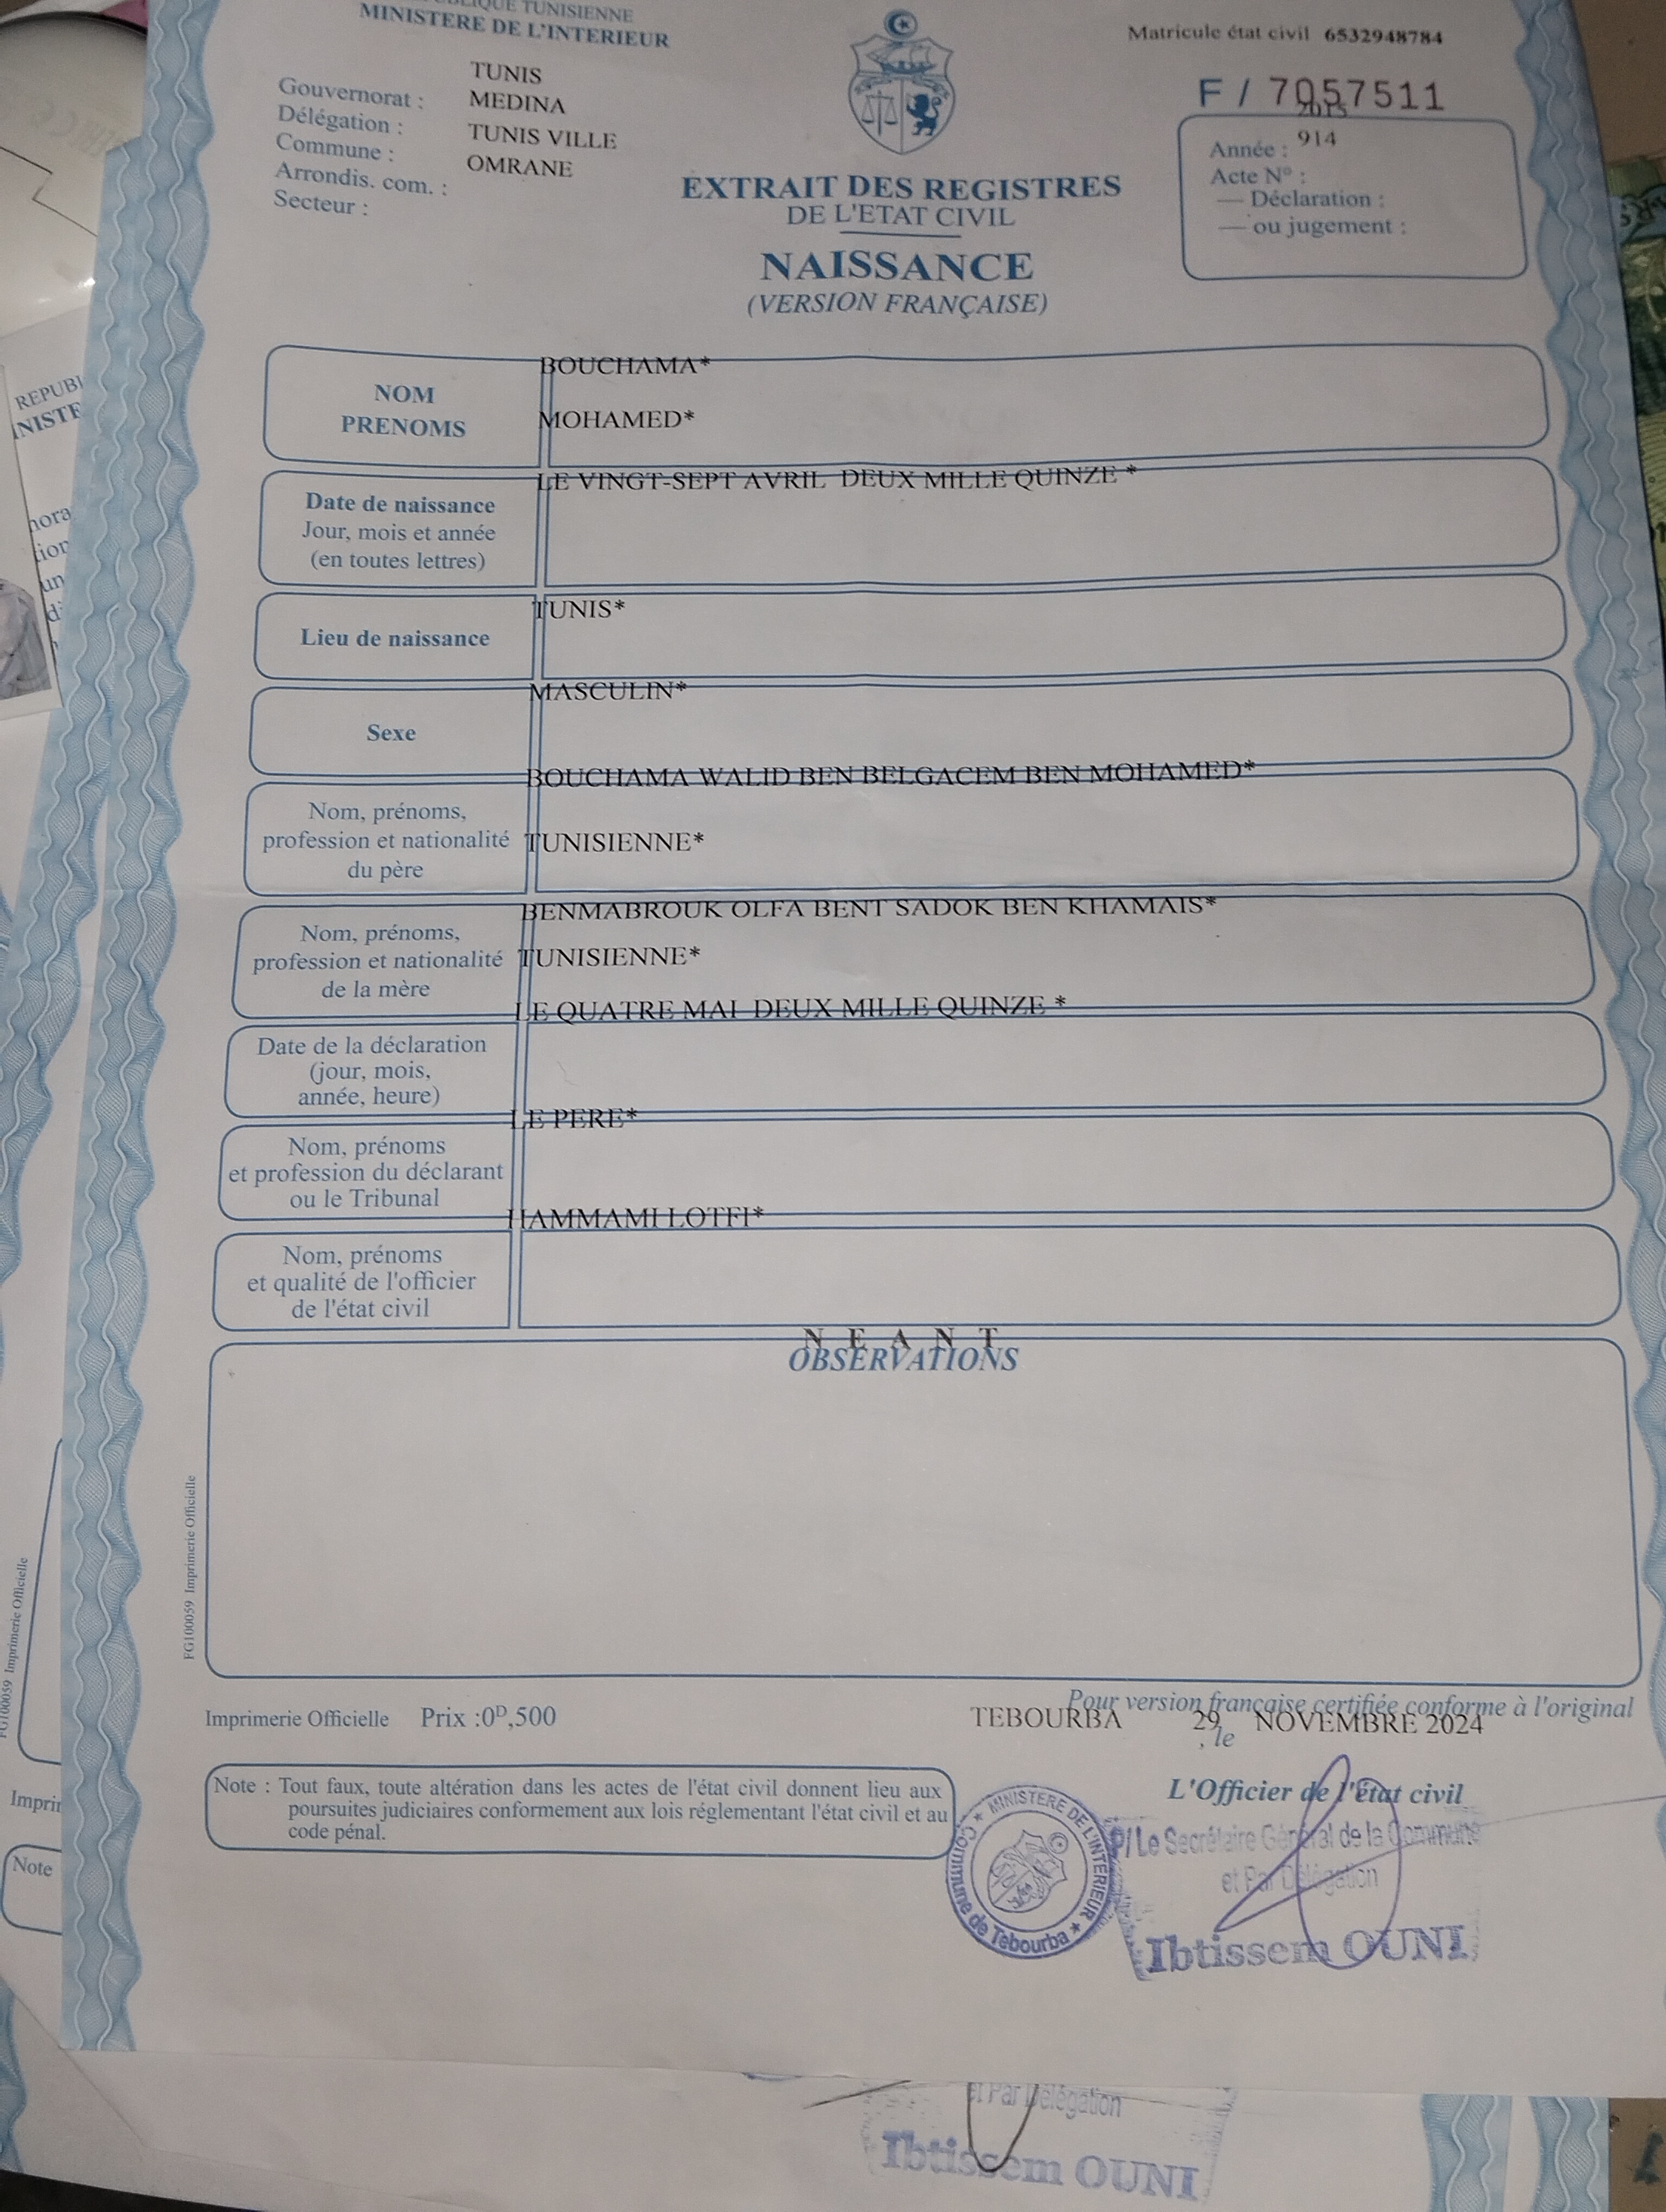 TUNISIENNE
MINISTERE DE L'INTERIEUR
Gouvernorat : TUNIS
Délégation : MEDINA
Commune : TUNIS VILLE
Arrondis. com. : OMRANE
Secteur :
Matricule état civil 6532948784
F / 7057511
2015
Année : 914
Acte N° :
— Déclaration :
— ou jugement :
EXTRAIT DES REGISTRES
DE L'ETAT CIVIL
NAISSANCE
(VERSION FRANÇAISE)
NOM
PRENOMS
BOUCHAMA*
MOHAMED*
Date de naissance
Jour, mois et année
(en toutes lettres)
LE VINGT-SEPT AVRIL DEUX MILLE QUINZE *
Lieu de naissance
TUNIS*
Sexe
MASCULIN*
Nom, prénoms,
profession et nationalité
du père
BOUCHAMA WALID BEN BELGACEM BEN MOHAMED*
TUNISIENNE*
Nom, prénoms,
profession et nationalité
de la mère
BENMABROUK OLFA BENT SADOK BEN KHAMAIS*
TUNISIENNE*
Date de la déclaration
(jour, mois,
année, heure)
LE QUATRE MAI DEUX MILLE QUINZE *
Nom, prénoms
et profession du déclarant
ou le Tribunal
LE PERE*
Nom, prénoms
et qualité de l'officier
de l'état civil
HAMMAMI LOTFI*
N E A N T
OBSERVATIONS
FG100059 Imprimerie Officielle
Imprimerie Officielle Prix :0D,500
Pour version française certifiée conforme à l'original
TEBOURBA 29 NOVEMBRE 2024
, le
Note : Tout faux, toute altération dans les actes de l'état civil donnent lieu aux
poursuites judiciaires conformement aux lois réglementant l'état civil et au
code pénal.
L'Officier de l'état civil
P/Le Secrétaire Général de la Commune
et Par Délégation
Ibtissem OUNI
MINISTERE DE L'INTERIEUR
Commune de Tebourba
et Par Délégation
Ibtissem OUNI
FG100059 Imprimerie Officielle
Note